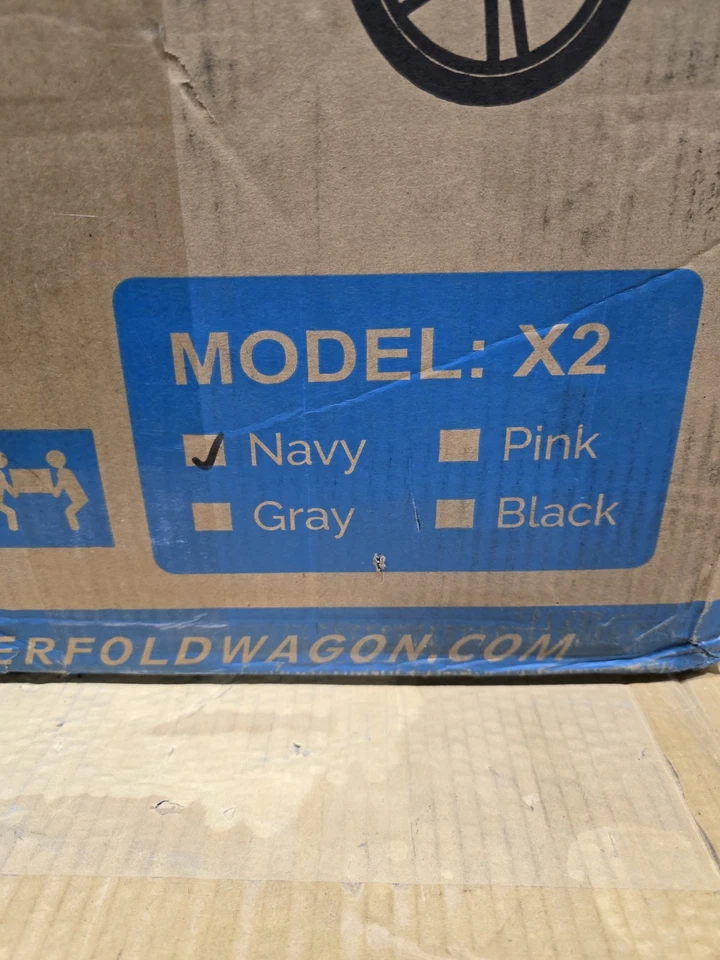 MODEL: X2
Navy Pink
Gray Black
ERFOLDWAGON.COM